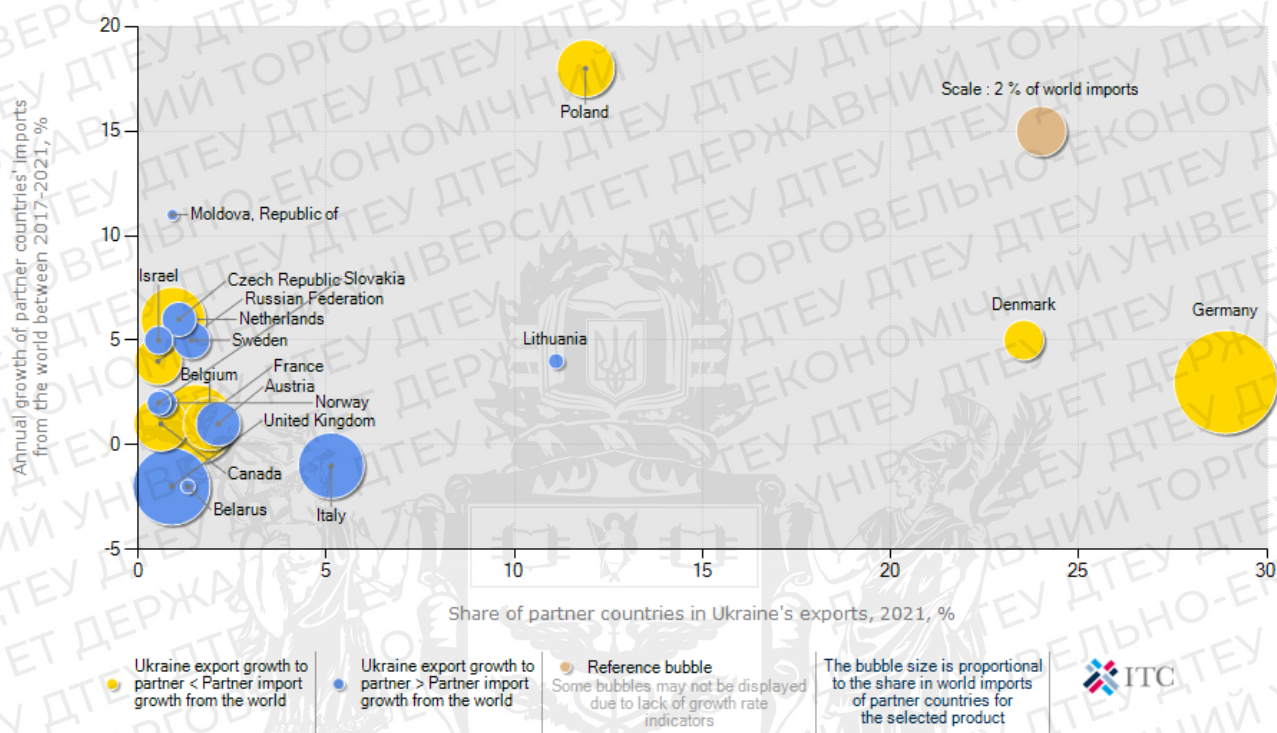 20
15
10
5
0
-5
0
5
10
15
20
25
30
Annual growth of partner countries' imports
from the world between 2017-2021, %
Scale : 2 % of world imports
Poland
Moldova, Republic of
Israel
Czech Republic
Slovakia
Russian Federation
Netherlands
Sweden
Lithuania
Denmark
Germany
Belgium
France
Austria
Norway
United Kingdom
Canada
Belarus
Italy
Share of partner countries in Ukraine's exports, 2021, %
Ukraine export growth to
partner < Partner import
growth from the world
Ukraine export growth to
partner > Partner import
growth from the world
Reference bubble
Some bubbles may not be displayed
due to lack of growth rate
indicators
The bubble size is proportional
to the share in world imports
of partner countries for
the selected product
ITC
ДЕРЖАВНИЙ ТОРГОВЕЛЬНО-ЕКОНОМІЧНИЙ УНІВЕРСИТЕТ ДТЕУ